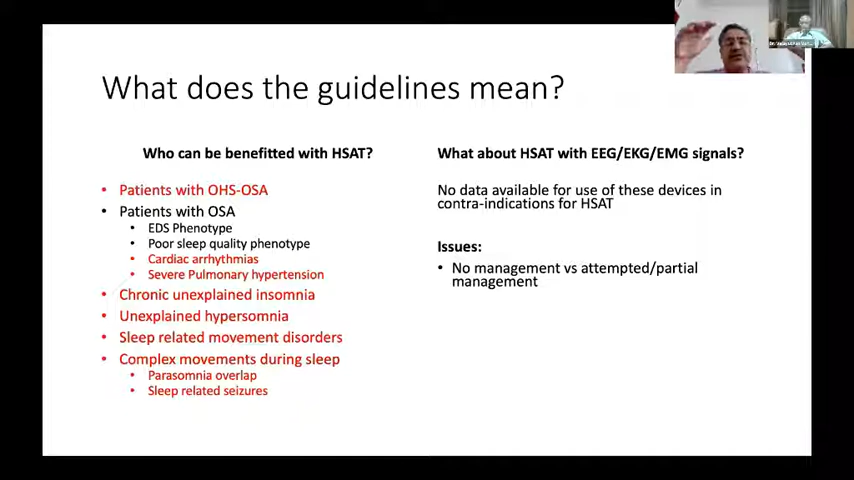 What does the guidelines mean?
Who can be benefitted with HSAT?
• Patients with OHS-OSA
• Patients with OSA
• EDS Phenotype
• Poor sleep quality phenotype
• Cardiac arrhythmias
• Severe Pulmonary hypertension
• Chronic unexplained insomnia
• Unexplained hypersomnia
• Sleep related movement disorders
• Complex movements during sleep
• Parasomnia overlap
• Sleep related seizures
What about HSAT with EEG/EKG/EMG signals?
No data available for use of these devices in
contra-indications for HSAT
Issues:
• No management vs attempted/partial
management